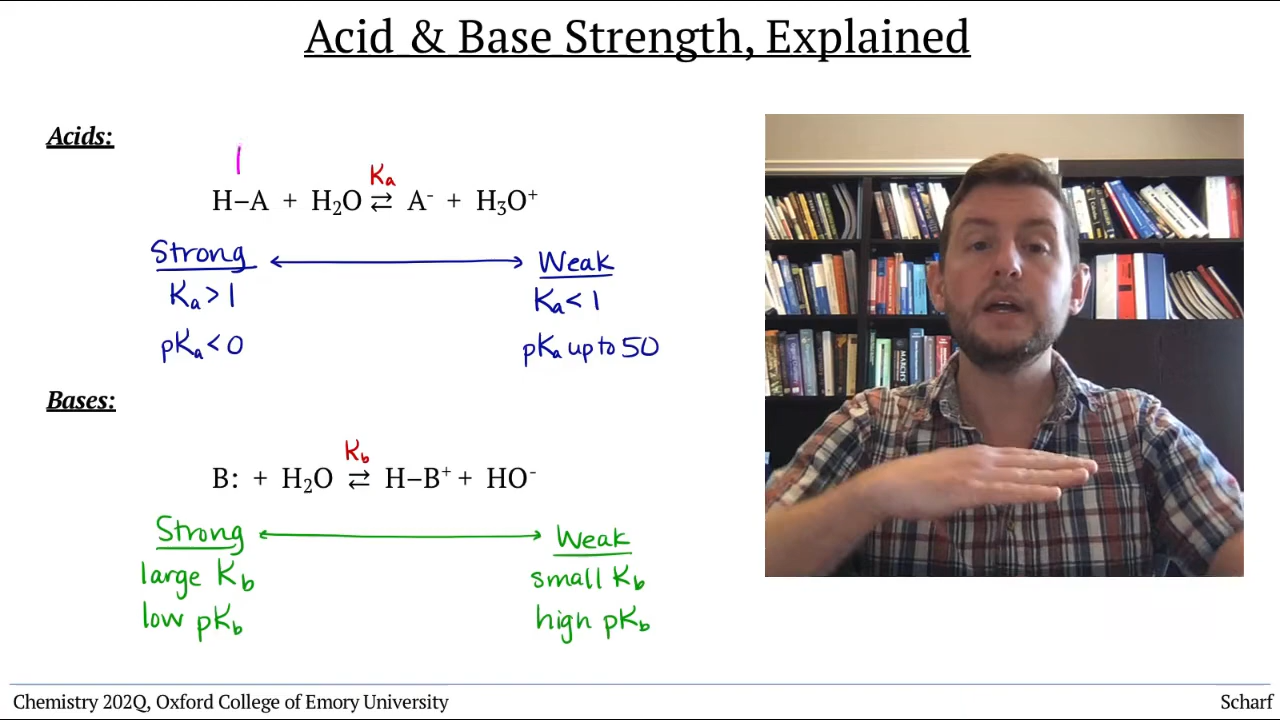 Acid & Base Strength, Explained
Acids:
Ka
H–A + H₂O ⇄ A⁻ + H₃O⁺
Strong ⟷ Weak
Ka > 1 Ka < 1
pKa < 0 pKa up to 50
Bases:
Kb
B: + H₂O ⇄ H–B⁺ + HO⁻
Strong ⟷ Weak
large Kb small Kb
low pKb high pKb
Chemistry 202Q, Oxford College of Emory University Scharf